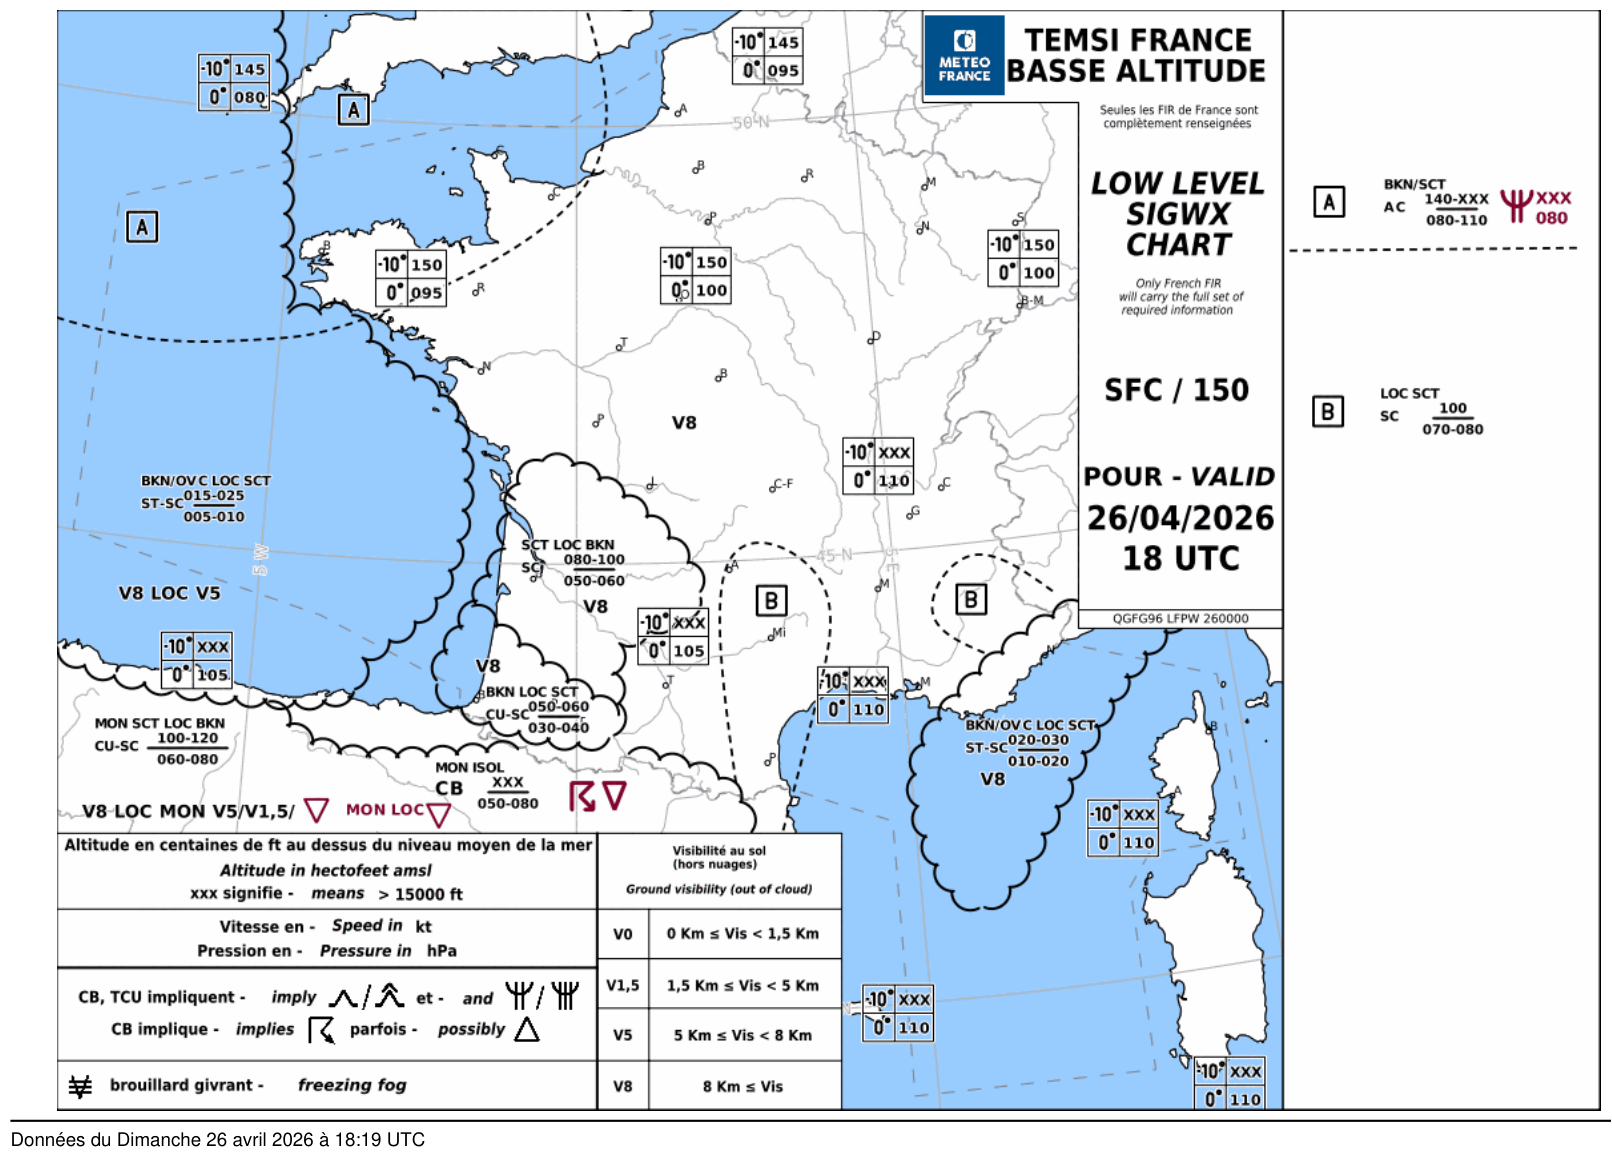 METEO
FRANCE
TEMSI FRANCE
BASSE ALTITUDE
Seules les FIR de France sont
complètement renseignées
LOW LEVEL
SIGWX
CHART
Only French FIR
will carry the full set of
required information
SFC / 150
POUR - VALID
26/04/2026
18 UTC
QGFG96 LFPW 260000
-10° 145
0° 080
A
-10° 145
0° 095
50 N
A
C
B
R
M
C
A
P
N
S
B
-10° 150
0° 095
R
-10° 150
0° 100
O
-10° 150
0° 100
B-M
D
T
N
B
P
V8
-10° XXX
0° 110
L
C-F
C
G
BKN/OVC LOC SCT
ST-SC 015-025
005-010
5 W
V8 LOC V5
SCT LOC BKN
SC 080-100
050-060
V8
45 N
5 E
A
M
B
B
Mi
-10° XXX
0° 105
-10° XXX
0° 105
V8
B
T
N
M
-10° XXX
0° 110
BKN LOC SCT
CU-SC 050-060
030-040
MON SCT LOC BKN
CU-SC 100-120
060-080
BKN/OVC LOC SCT
ST-SC 020-030
010-020
V8
B
P
A
MON ISOL
CB XXX
050-080
V8 LOC MON V5/V1,5/
MON LOC
-10° XXX
0° 110
-10° XXX
0° 110
-10° XXX
0° 110
Altitude en centaines de ft au dessus du niveau moyen de la mer
Altitude in hectofeet amsl
xxx signifie - means > 15000 ft
Vitesse en - Speed in kt
Pression en - Pressure in hPa
CB, TCU impliquent - imply / et - and /
CB implique - implies parfois - possibly
brouillard givrant - freezing fog
Visibilité au sol
(hors nuages)
Ground visibility (out of cloud)
V0 0 Km ≤ Vis < 1,5 Km
V1,5 1,5 Km ≤ Vis < 5 Km
V5 5 Km ≤ Vis < 8 Km
V8 8 Km ≤ Vis
A
BKN/SCT
AC 140-XXX
080-110
XXX
080
B
LOC SCT
SC 100
070-080
Données du Dimanche 26 avril 2026 à 18:19 UTC